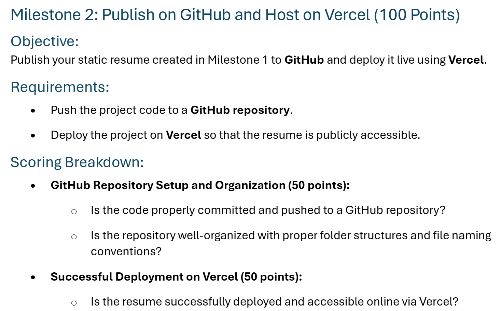 Milestone 2: Publish on GitHub and Host on Vercel (100 Points)
Objective:
Publish your static resume created in Milestone 1 to GitHub and deploy it live using Vercel.
Requirements:
• Push the project code to a GitHub repository.
• Deploy the project on Vercel so that the resume is publicly accessible.
Scoring Breakdown:
• GitHub Repository Setup and Organization (50 points):
○ Is the code properly committed and pushed to a GitHub repository?
○ Is the repository well-organized with proper folder structures and file naming
conventions?
• Successful Deployment on Vercel (50 points):
○ Is the resume successfully deployed and accessible online via Vercel?